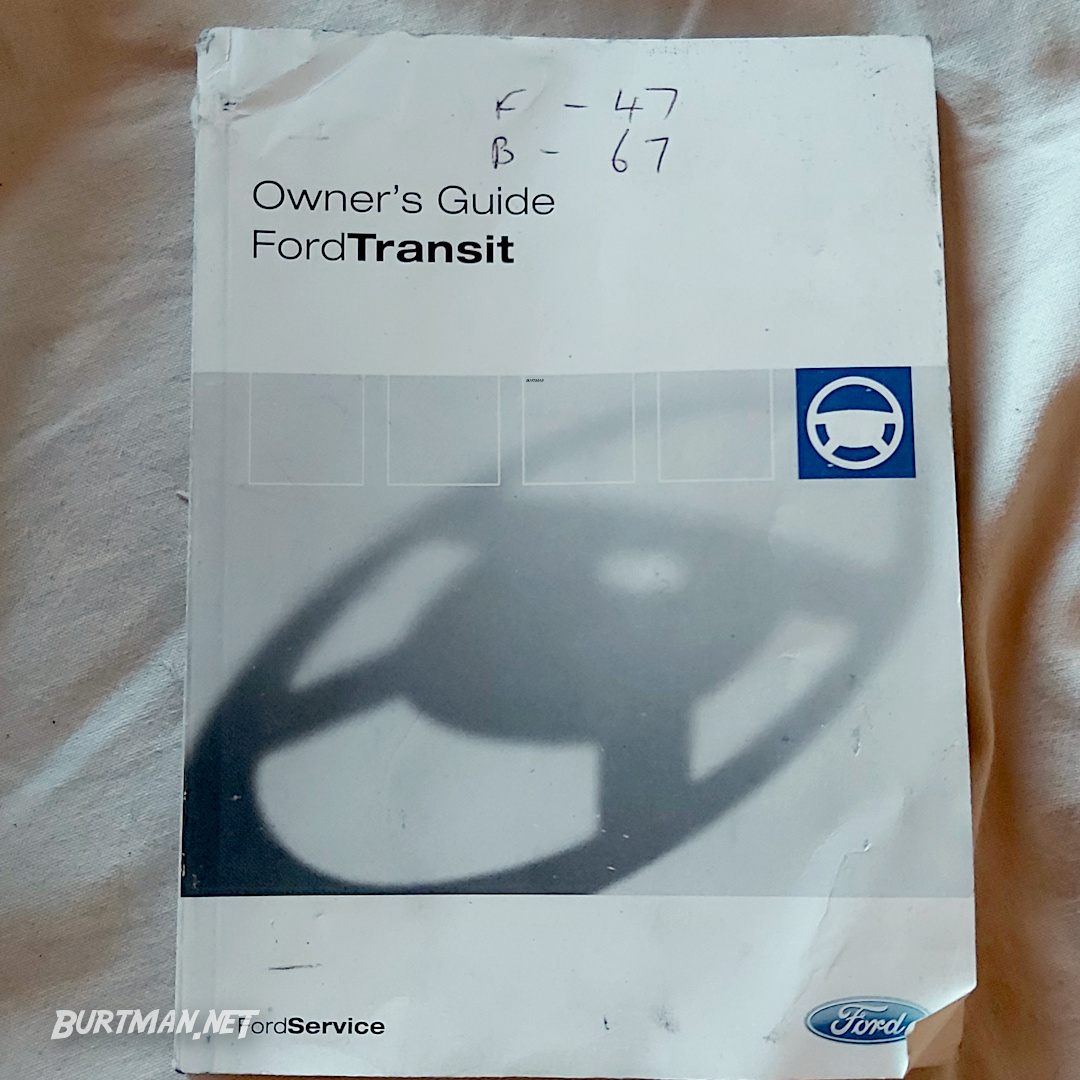 F - 47
B - 67
Owner's Guide
FordTransit
BURTMAN.NET
FordService
Ford